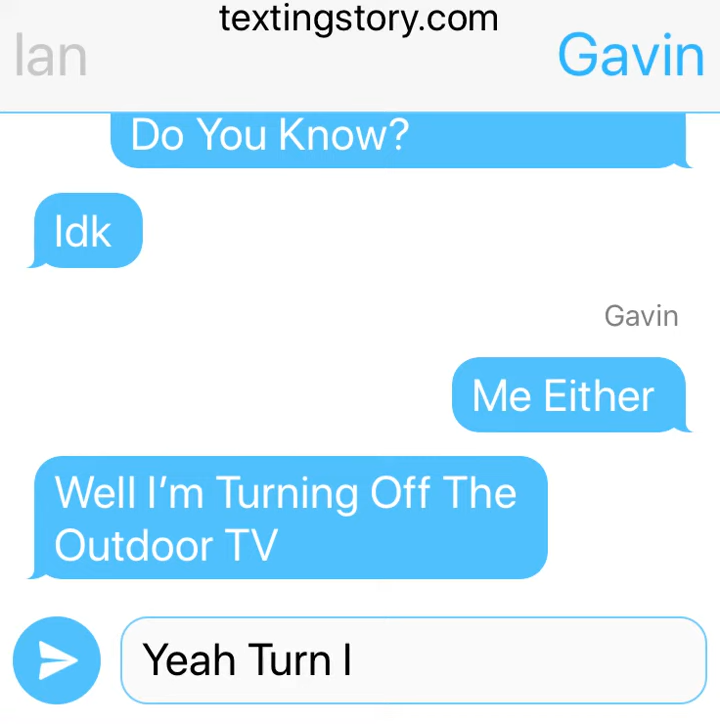 textingstory.com
Ian
Gavin
Do You Know?
Idk
Gavin
Me Either
Well I’m Turning Off The
Outdoor TV
Yeah Turn I